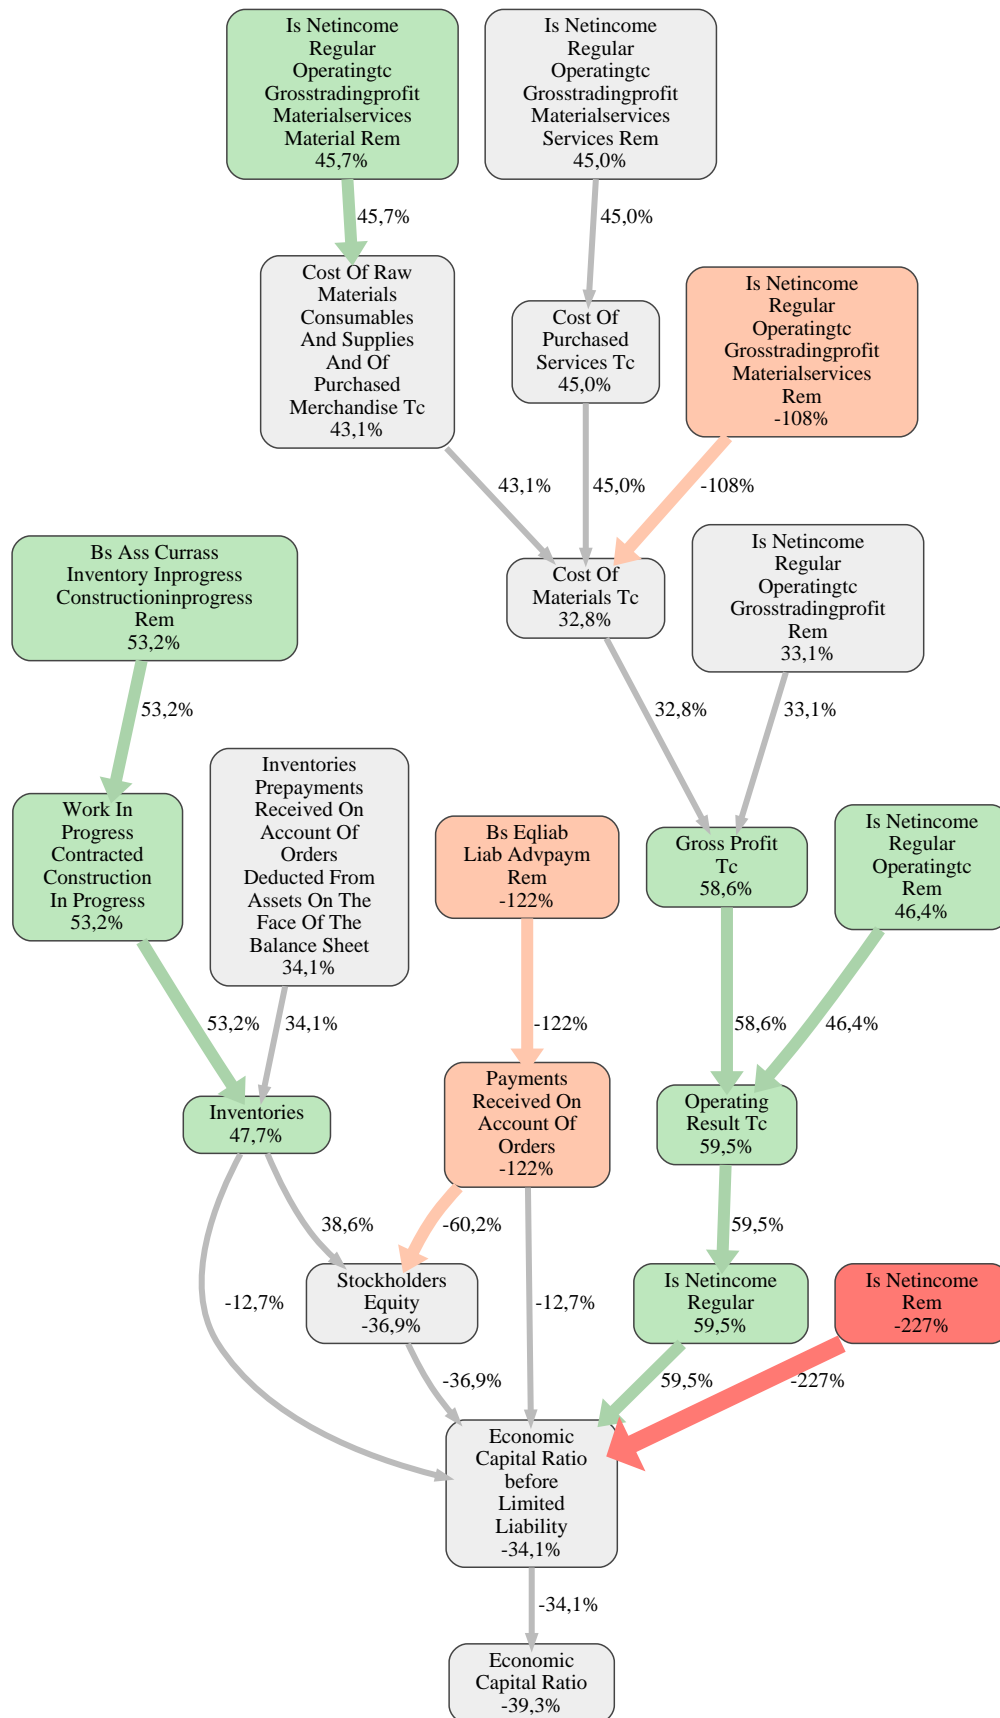 Is Netincome
Regular
Operatingtc
Grosstradingprofit
Materialservices
Material Rem
45,7%
Is Netincome
Regular
Operatingtc
Grosstradingprofit
Materialservices
Services Rem
45,0%
45,7%
45,0%
Cost Of Raw
Materials
Consumables
And Supplies
And Of
Purchased
Merchandise Tc
43,1%
Cost Of
Purchased
Services Tc
45,0%
Is Netincome
Regular
Operatingtc
Grosstradingprofit
Materialservices
Rem
-108%
43,1%
45,0%
-108%
Bs Ass Currass
Inventory Inprogress
Constructioninprogress
Rem
53,2%
Cost Of
Materials Tc
32,8%
Is Netincome
Regular
Operatingtc
Grosstradingprofit
Rem
33,1%
53,2%
32,8%
33,1%
Work In
Progress
Contracted
Construction
In Progress
53,2%
Inventories
Prepayments
Received On
Account Of
Orders
Deducted From
Assets On The
Face Of The
Balance Sheet
34,1%
Bs Eqliab
Liab Advpaym
Rem
-122%
Gross Profit
Tc
58,6%
Is Netincome
Regular
Operatingtc
Rem
46,4%
53,2%
34,1%
-122%
58,6%
46,4%
Inventories
47,7%
Payments
Received On
Account Of
Orders
-122%
Operating
Result Tc
59,5%
38,6%
-60,2%
59,5%
-12,7%
Stockholders
Equity
-36,9%
-12,7%
Is Netincome
Regular
59,5%
Is Netincome
Rem
-227%
-36,9%
59,5%
-227%
Economic
Capital Ratio
before
Limited
Liability
-34,1%
-34,1%
Economic
Capital Ratio
-39,3%